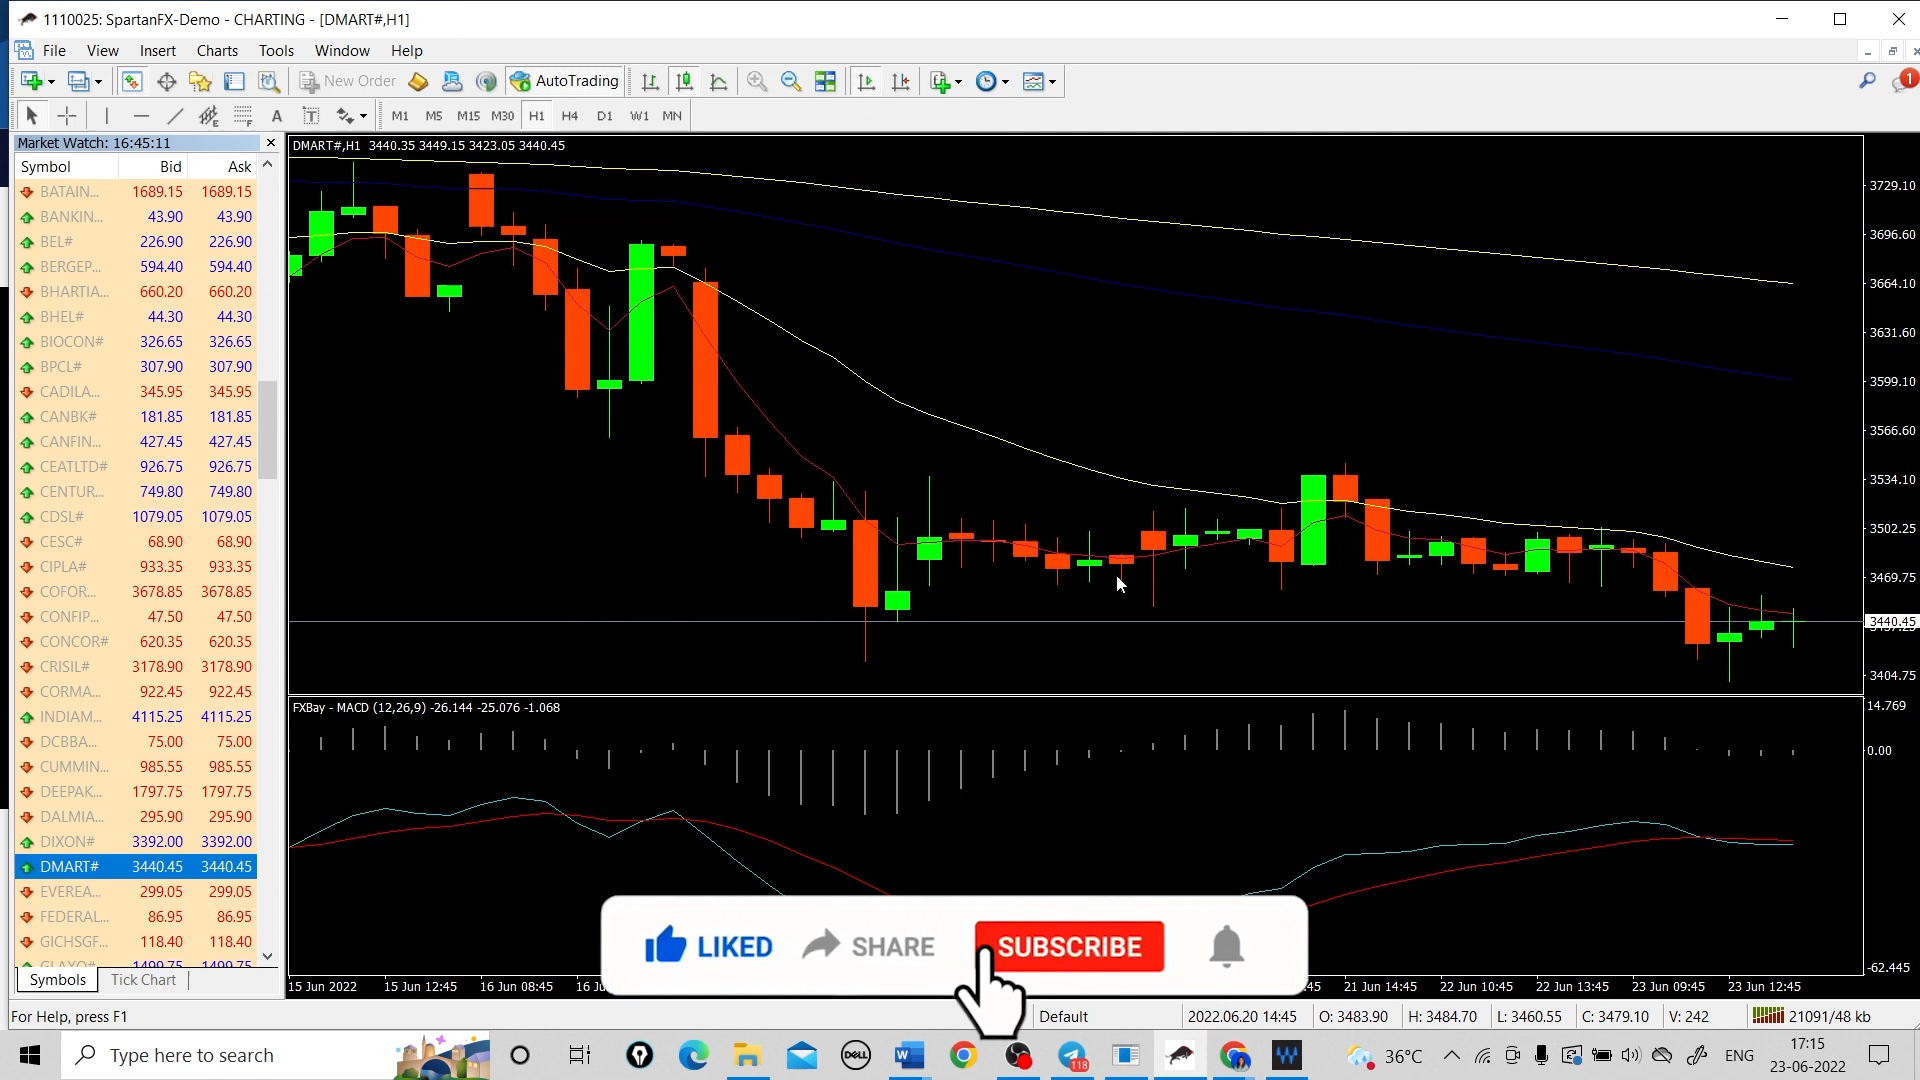 1110025: SpartanFX-Demo - CHARTING - [DMART#,H1]
File View Insert Charts Tools Window Help
New Order AutoTrading
A T M1 M5 M15 M30 H1 H4 D1 W1 MN
Market Watch: 16:45:11
Symbol Bid Ask
BATAIN... 1689.15 1689.15
BANKIN... 43.90 43.90
BEL# 226.90 226.90
BERGEP... 594.40 594.40
BHARTIA... 660.20 660.20
BHEL# 44.30 44.30
BIOCON# 326.65 326.65
BPCL# 307.90 307.90
CADILA... 345.95 345.95
CANBK# 181.85 181.85
CANFIN... 427.45 427.45
CEATLTD# 926.75 926.75
CENTUR... 749.80 749.80
CDSL# 1079.05 1079.05
CESC# 68.90 68.90
CIPLA# 933.35 933.35
COFOR... 3678.85 3678.85
CONFIP... 47.50 47.50
CONCOR# 620.35 620.35
CRISIL# 3178.90 3178.90
CORMA... 922.45 922.45
INDIAM... 4115.25 4115.25
DCBBA... 75.00 75.00
CUMMIN... 985.55 985.55
DEEPAK... 1797.75 1797.75
DALMIA... 295.90 295.90
DIXON# 3392.00 3392.00
DMART# 3440.45 3440.45
EVEREA... 299.05 299.05
FEDERAL... 86.95 86.95
GICHSGF... 118.40 118.40
GLAXO# 1499.75 1499.75
Symbols Tick Chart
DMART#,H1 3440.35 3449.15 3423.05 3440.45
3729.10
3696.60
3664.10
3631.60
3599.10
3566.60
3534.10
3502.25
3469.75
3440.45
3404.75
FXBay - MACD (12,26,9) -26.144 -25.076 -1.068
14.769
0.00
-62.445
LIKED SHARE SUBSCRIBE
15 Jun 2022 15 Jun 12:45 16 Jun 08:45 16 Ju :45 21 Jun 14:45 22 Jun 10:45 22 Jun 13:45 23 Jun 09:45 23 Jun 12:45
For Help, press F1 Default 2022.06.20 14:45 O: 3483.90 H: 3484.70 L: 3460.55 C: 3479.10 V: 242 21091/48 kb
Type here to search DELL 118 36°C ENG 17:15
23-06-2022